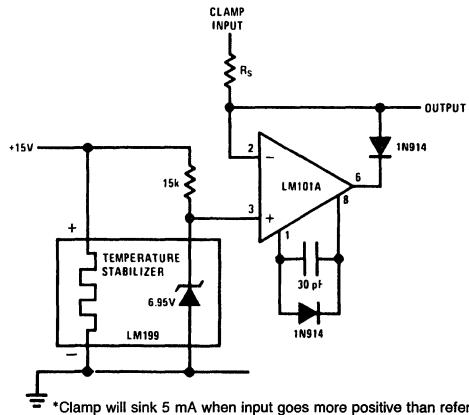 CLAMP
INPUT
RS
OUTPUT
+15V
1N914
2
−
6
15k
LM101A
8
3
+
1
+
TEMPERATURE
STABILIZER
30 pF
6.95V
1N914
LM199
−
*Clamp will sink 5 mA when input goes more positive than refer